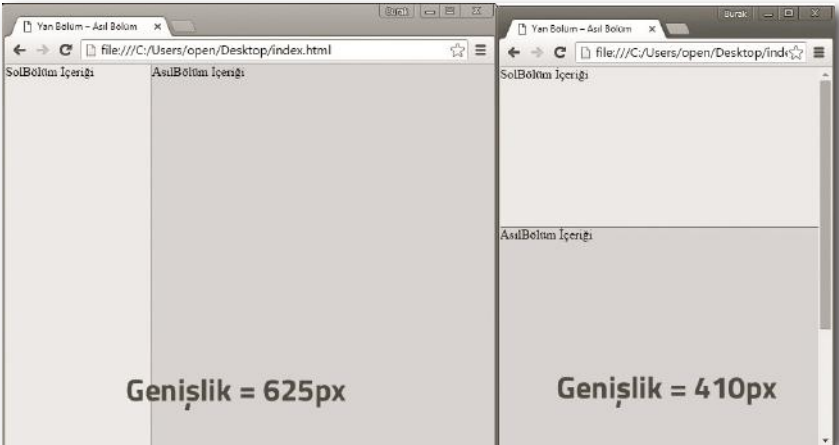 Burak
Yan Bölüm – Asıl Bölüm
file:///C:/Users/open/Desktop/index.html
SolBölüm İçeriği
AsılBölüm İçeriği
Genişlik = 625px
Burak
Yan Bölüm – Asıl Bölüm
file:///C:/Users/open/Desktop/inde
SolBölüm İçeriği
AsılBölüm İçeriği
Genişlik = 410px